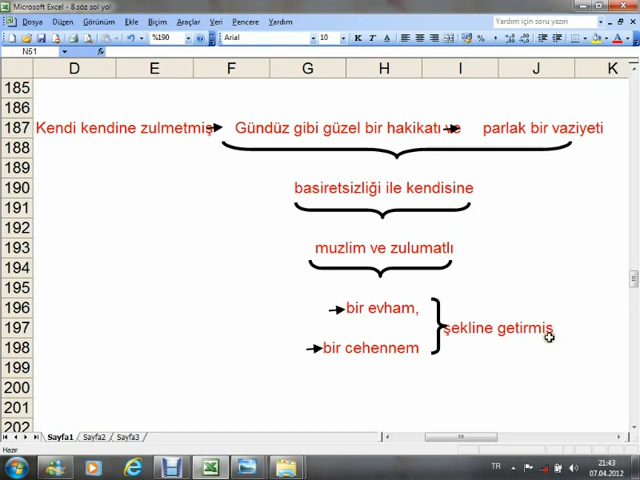 Microsoft Excel - 8.söz sol yol
Dosya Düzen Görünüm Ekle Biçim Araçlar Veri Pencere Yardım
Yardım için soru yazın
%190
Arial
10
N51
D E F G H I J K
185
186
187 Kendi kendine zulmetmiş Gündüz gibi güzel bir hakikatı ve parlak bir vaziyeti
188
189
190 basiretsizliği ile kendisine
191
192
193 muzlim ve zulumatlı
194
195
196 bir evham,
197 şekline getirmiş
198 bir cehennem
199
200
201
202
Sayfa1 Sayfa2 Sayfa3
TR
21:43
07.04.2012